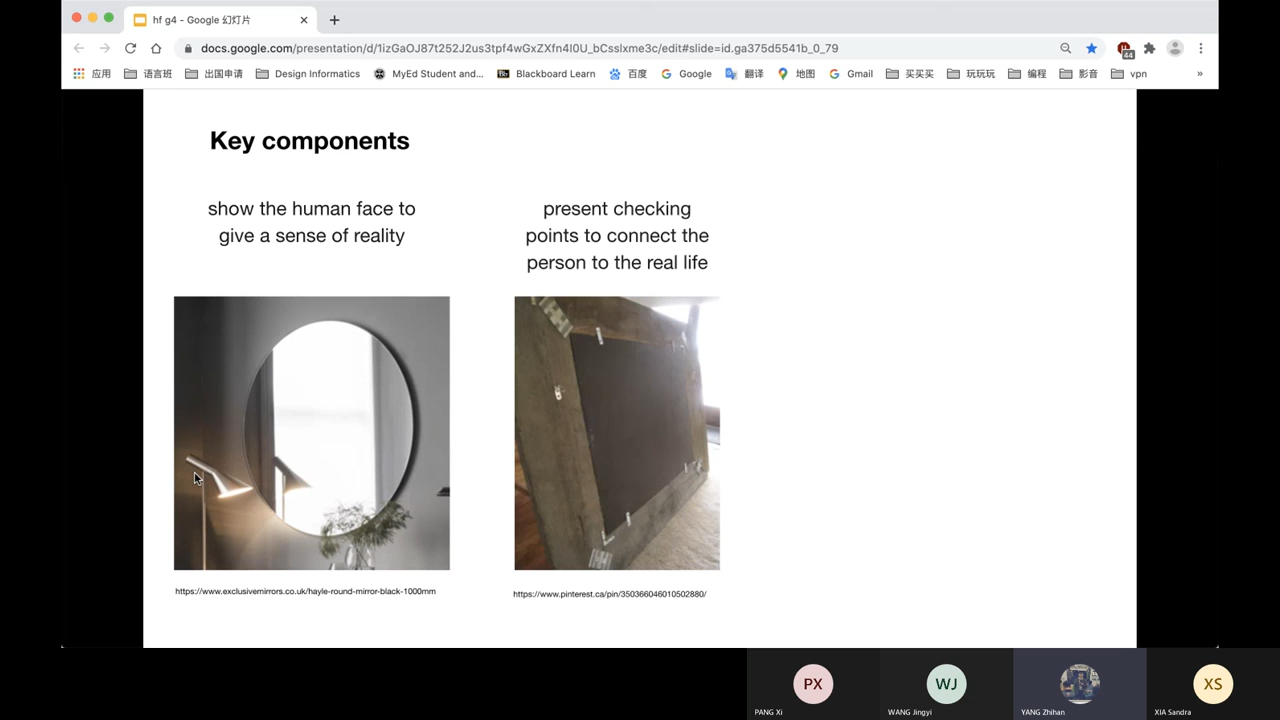 hf g4 - Google 幻灯片
docs.google.com/presentation/d/1izGaOJ87t252J2us3tpf4wGxZXfn4I0U_bCsslxme3c/edit#slide=id.ga375d5541b_0_79
44
应用 语言班 出国申请 Design Informatics MyEd Student and... Blackboard Learn 百度 Google 翻译 地图 Gmail 买买买 玩玩玩 编程 影音 vpn »
Key components
show the human face to
give a sense of reality
present checking
points to connect the
person to the real life
https://www.exclusivemirrors.co.uk/hayle-round-mirror-black-1000mm
https://www.pinterest.ca/pin/350366046010502880/
PX
WJ
XS
PANG Xi
WANG Jingyi
YANG Zhihan
XIA Sandra